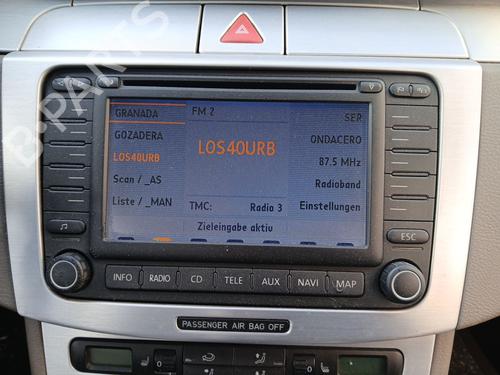 GRANADA
FM 2
SER
GOZADERA
ONDACERO
LOS40URB
LOS40URB
87.5 MHz
Scan / _AS
Radioband
Liste / _MAN
TMC:
Radio 3
Einstellungen
Zieleingabe aktiv
ESC
INFO
RADIO
CD
TELE
AUX
NAVI
MAP
PASSENGER AIR BAG OFF
B-PARTS